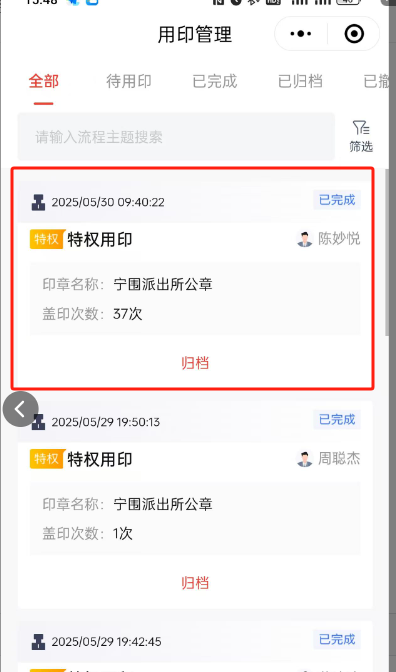 15:48
用印管理
全部 待用印 已完成 已归档 已撤
请输入流程主题搜索 筛选
2025/05/30 09:40:22 已完成
特权 特权用印 陈妙悦
印章名称：宁围派出所公章
盖印次数：37次
归档
2025/05/29 19:50:13 已完成
特权 特权用印 周聪杰
印章名称：宁围派出所公章
盖印次数：1次
归档
2025/05/29 19:42:45 已完成